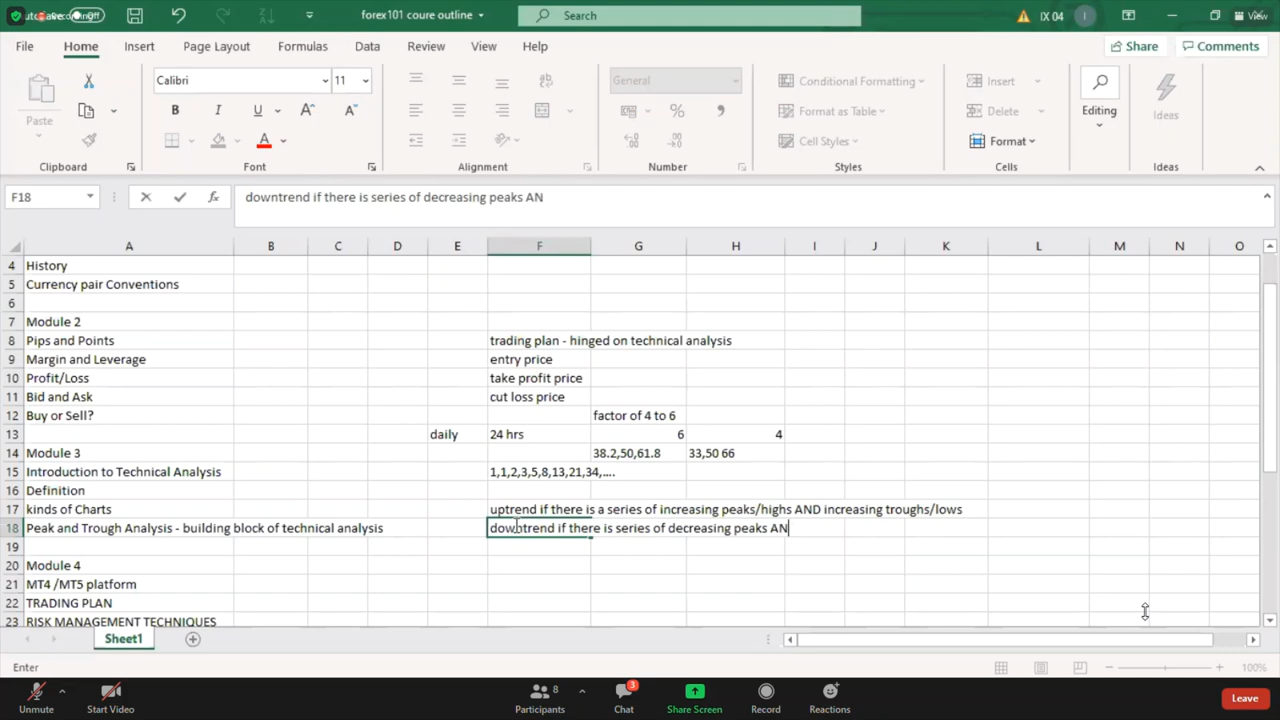 forex101 coure outline
Search
IX 04
I
View
File Home Insert Page Layout Formulas Data Review View Help
Share Comments
Calibri 11
General
Conditional Formatting
Format as Table
Cell Styles
Insert
Delete
Format
Paste
B I U
Editing
Ideas
Clipboard Font Alignment Number Styles Cells Ideas
F18
downtrend if there is series of decreasing peaks AN
A B C D E F G H I J K L M N O
4 History
5 Currency pair Conventions
6
7 Module 2
8 Pips and Points trading plan - hinged on technical analysis
9 Margin and Leverage entry price
10 Profit/Loss take profit price
11 Bid and Ask cut loss price
12 Buy or Sell? factor of 4 to 6
13 daily 24 hrs 6 4
14 Module 3 38.2,50,61.8 33,50 66
15 Introduction to Technical Analysis 1,1,2,3,5,8,13,21,34,....
16 Definition
17 kinds of Charts uptrend if there is a series of increasing peaks/highs AND increasing troughs/lows
18 Peak and Trough Analysis - building block of technical analysis downtrend if there is series of decreasing peaks AN
19
20 Module 4
21 MT4 /MT5 platform
22 TRADING PLAN
23 RISK MANAGEMENT TECHNIQUES
Sheet1
Enter 100%
8 3
Unmute Start Video Participants Chat Share Screen Record Reactions Leave